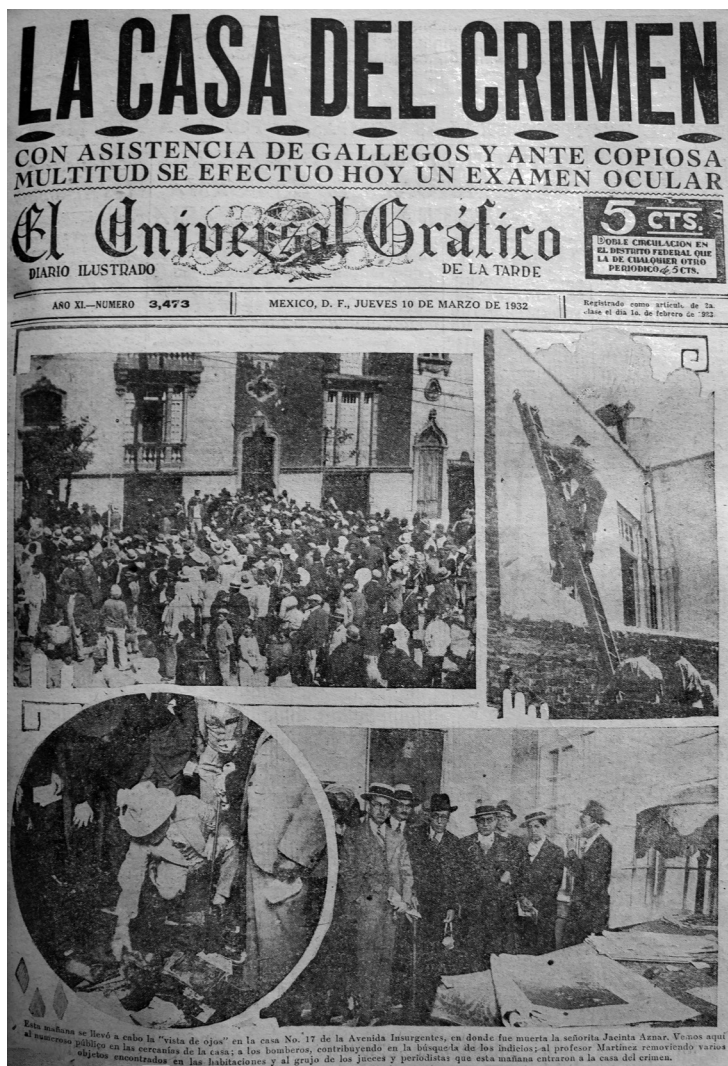 LA CASA DEL CRIMEN
CON ASISTENCIA DE GALLEGOS Y ANTE COPIOSA
MULTITUD SE EFECTUO HOY UN EXAMEN OCULAR
El Universal Gráfico
DIARIO ILUSTRADO DE LA TARDE
5 CTS.
DOBLE CIRCULACION EN
EL DISTRITO FEDERAL QUE
LA DE CUALQUIER OTRO
PERIODICO de 5 CTS.
AÑO XI.—NUMERO 3,473
MEXICO, D. F., JUEVES 10 DE MARZO DE 1932
Registrado como artículo de 2a.
clase el día 1o. de febrero de
Esta mañana se llevó a cabo la "vista de ojos" en la casa No. 17 de la Avenida Insurgentes, en donde fue muerta la señorita Jacinta Aznar. Vemos aquí
al numeroso público en las cercanías de la casa; a los bomberos, contribuyendo en la búsqueda de los indicios; al profesor Martínez removiendo varios
objetos encontrados en las habitaciones y al grujo de los jueces y periodistas que esta mañana entraron a la casa del crimen.